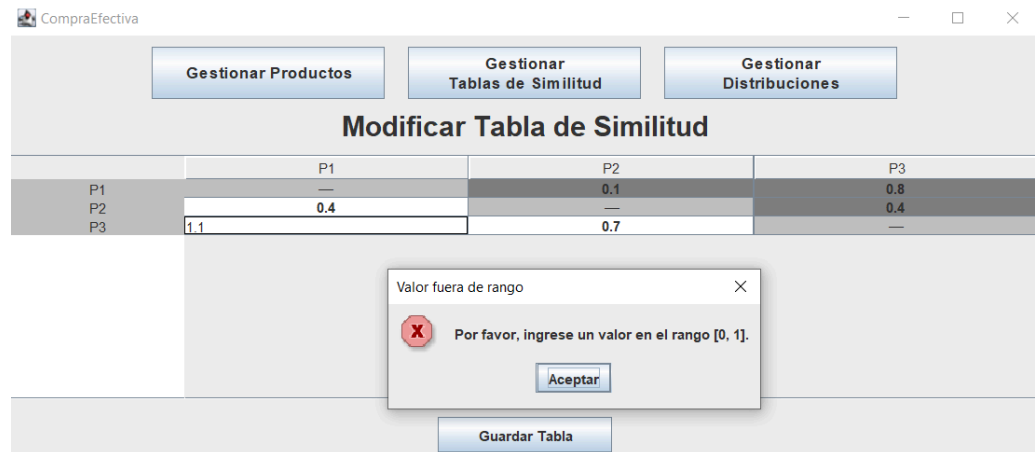 CompraEfectiva
Gestionar Productos
Gestionar
Tablas de Similitud
Gestionar
Distribuciones
Modificar Tabla de Similitud
P1 P2 P3
P1 — 0.1 0.8
P2 0.4 — 0.4
P3 1.1 0.7 —
Valor fuera de rango
Por favor, ingrese un valor en el rango [0, 1].
Aceptar
Guardar Tabla